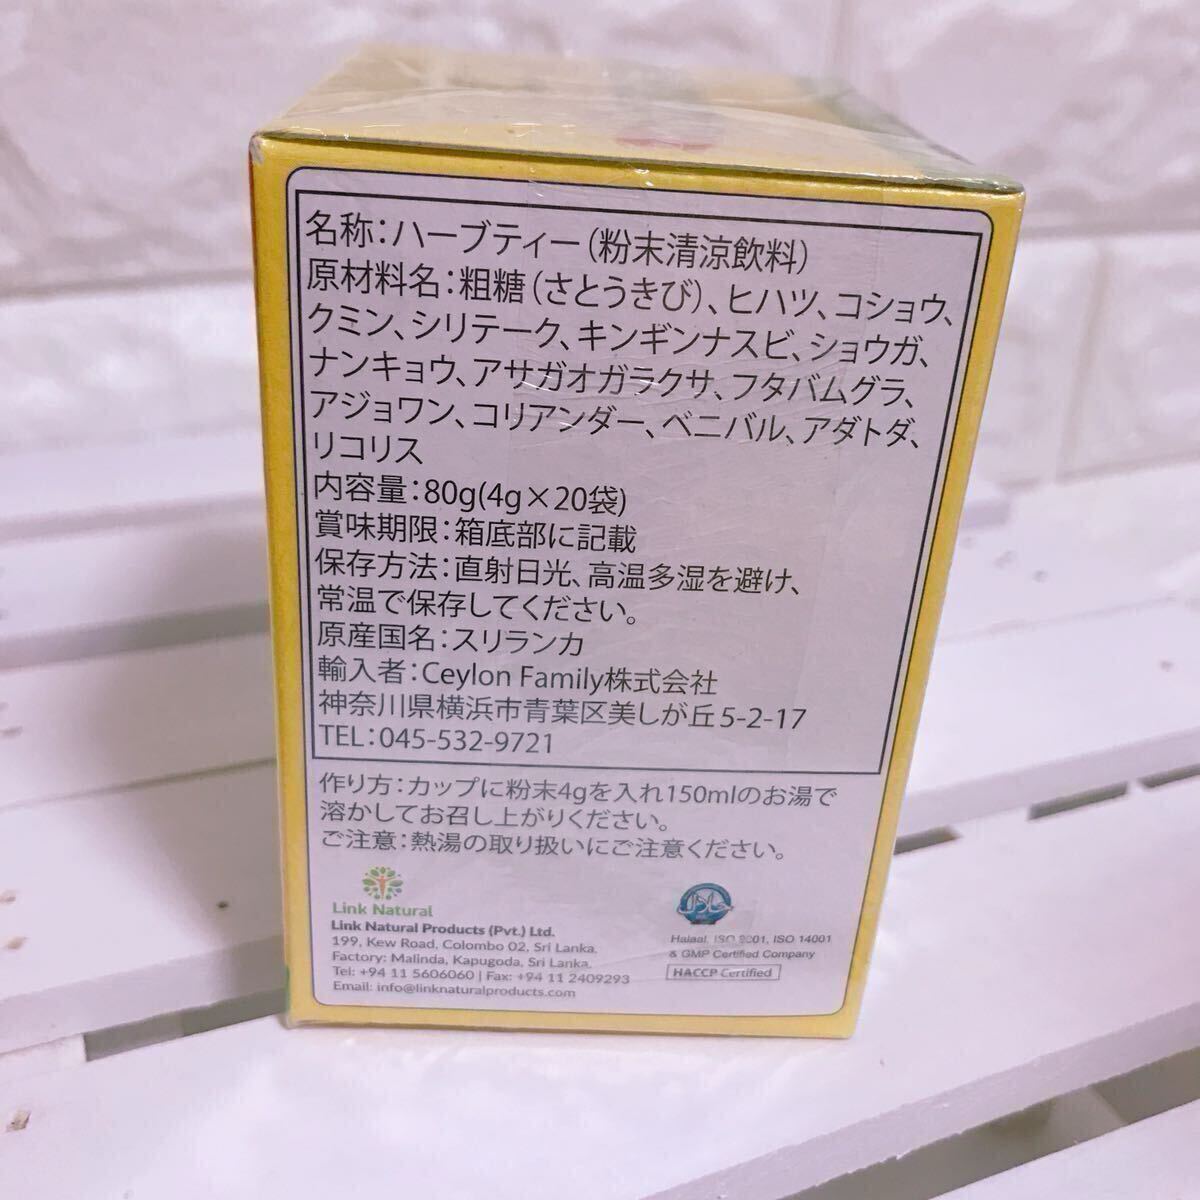 名称:ハーブティー(粉末清涼飲料)
原材料名:粗糖(さとうきび)、ヒハツ、コショウ、
クミン、シリテーク、キンギンナスビ、ショウガ、
ナンキョウ、アサガオガラクサ、フタバムグラ、
アジョワン、コリアンダー、ベニバル、アダトダ、
リコリス
内容量:80g(4g×20袋)
賞味期限:箱底部に記載
保存方法:直射日光、高温多湿を避け、
常温で保存してください。
原産国名:スリランカ
輸入者:Ceylon Family株式会社
神奈川県横浜市青葉区美しが丘5-2-17
TEL:045-532-9721
作り方:カップに粉末4gを入れ150mlのお湯で
溶かしてお召し上がりください。
ご注意:熱湯の取り扱いにご注意ください。
Link Natural
Link Natural Products (Pvt.) Ltd.
199, Kew Road, Colombo 02, Sri Lanka.
Factory: Malinda, Kapugoda, Sri Lanka.
Tel: +94 11 5606060 | Fax: +94 11 2409293
Email: info@linknaturalproducts.com
حلال
Halaal, ISO 9001, ISO 14001
& GMP Certified Company
HACCP Certified